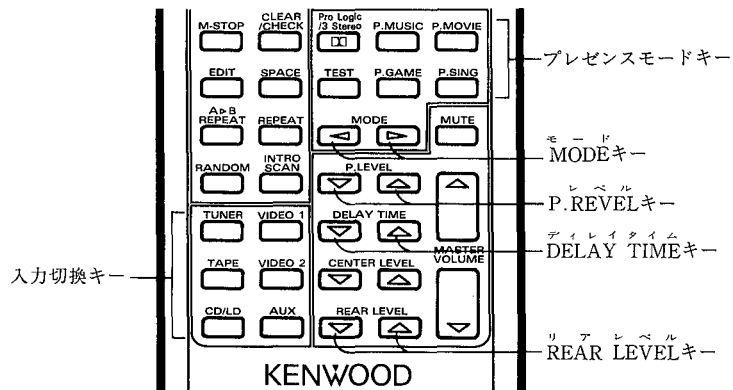 M-STOP CLEAR /CHECK Pro Logic /3 Stereo P.MUSIC P.MOVIE
プレゼンスモードキー
EDIT SPACE TEST P.GAME P.SING
A▷B REPEAT REPEAT MODE MUTE
モード
MODEキー
RANDOM INTRO SCAN P.LEVEL
レベル
P.REVELキー
TUNER VIDEO 1 DELAY TIME
ディレイタイム
DELAY TIMEキー
MASTER VOLUME
入力切換キー
TAPE VIDEO 2 CENTER LEVEL
CD/LD AUX REAR LEVEL
リアレベル
REAR LEVELキー
KENWOOD